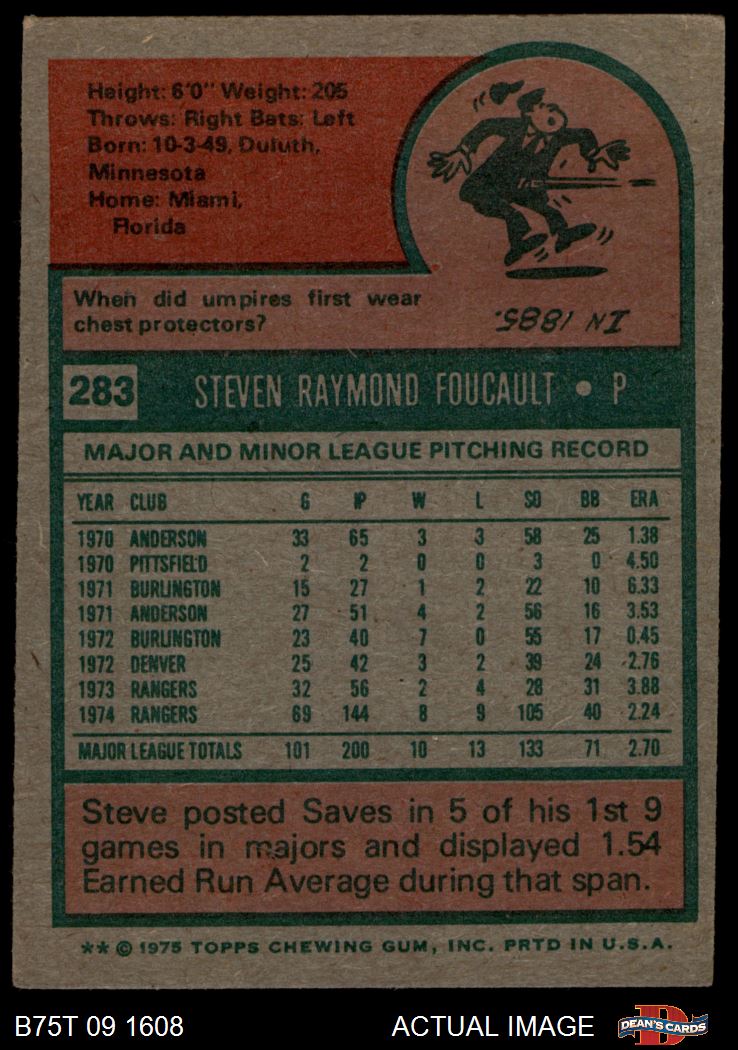 Height: 6'0" Weight: 205
Throws: Right Bats: Left
Born: 10-3-49, Duluth,
Minnesota
Home: Miami,
Florida
When did umpires first wear
chest protectors?
IN 1885.
283 STEVEN RAYMOND FOUCAULT • P
MAJOR AND MINOR LEAGUE PITCHING RECORD
YEAR CLUB G IP W L SO BB ERA
1970 ANDERSON 33 65 3 3 58 25 1.38
1970 PITTSFIELD 2 2 0 0 3 0 4.50
1971 BURLINGTON 15 27 1 2 22 10 6.33
1971 ANDERSON 27 51 4 2 56 16 3.53
1972 BURLINGTON 23 40 7 0 55 17 0.45
1972 DENVER 25 42 3 2 39 24 2.76
1973 RANGERS 32 56 2 4 28 31 3.88
1974 RANGERS 69 144 8 9 105 40 2.24
MAJOR LEAGUE TOTALS 101 200 10 13 133 71 2.70
Steve posted Saves in 5 of his 1st 9
games in majors and displayed 1.54
Earned Run Average during that span.
** © 1975 TOPPS CHEWING GUM, INC. PRTD IN U.S.A.
B75T 09 1608 ACTUAL IMAGE D DEAN'S CARDS